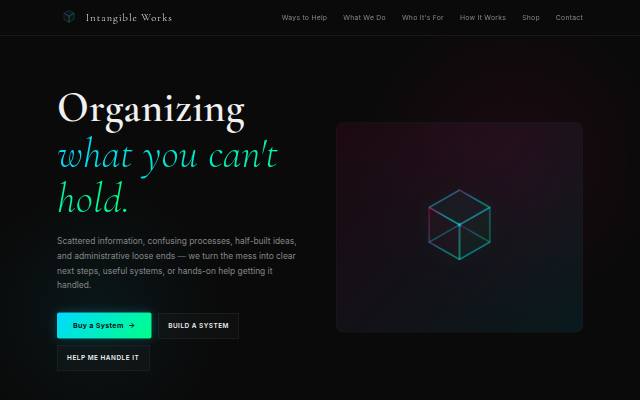 Intangible Works
Ways to Help
What We Do
Who It's For
How It Works
Shop
Contact
Organizing
what you can't
hold.
Scattered information, confusing processes, half-built ideas,
and administrative loose ends — we turn the mess into clear
next steps, useful systems, or hands-on help getting it
handled.
Buy a System →
BUILD A SYSTEM
HELP ME HANDLE IT